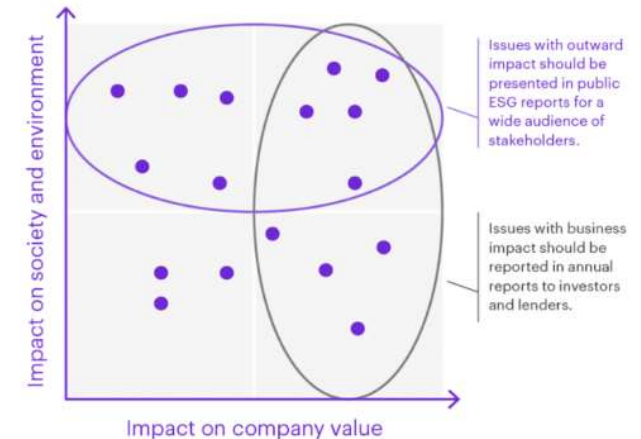 Impact on society and environment
Issues with outward
impact should be
presented in public
ESG reports for a
wide audience of
stakeholders.
Issues with business
impact should be
reported in annual
reports to investors
and lenders.
Impact on company value